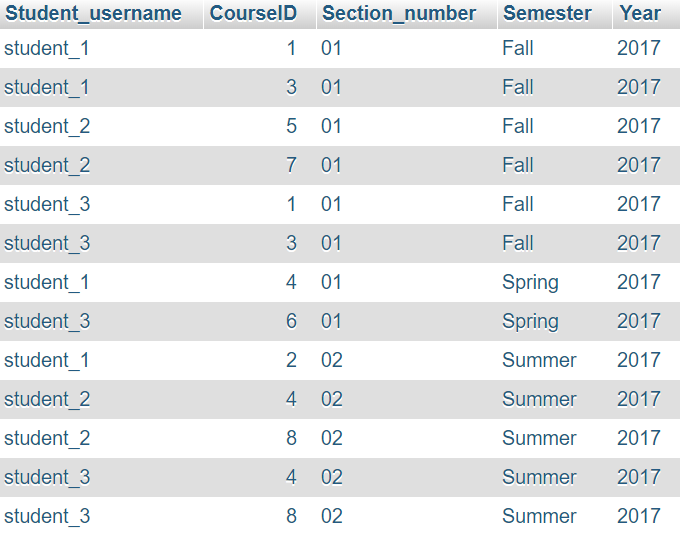 Student_username CourseID Section_number Semester Year
student_1 1 01 Fall 2017
student_1 3 01 Fall 2017
student_2 5 01 Fall 2017
student_2 7 01 Fall 2017
student_3 1 01 Fall 2017
student_3 3 01 Fall 2017
student_1 4 01 Spring 2017
student_3 6 01 Spring 2017
student_1 2 02 Summer 2017
student_2 4 02 Summer 2017
student_2 8 02 Summer 2017
student_3 4 02 Summer 2017
student_3 8 02 Summer 2017